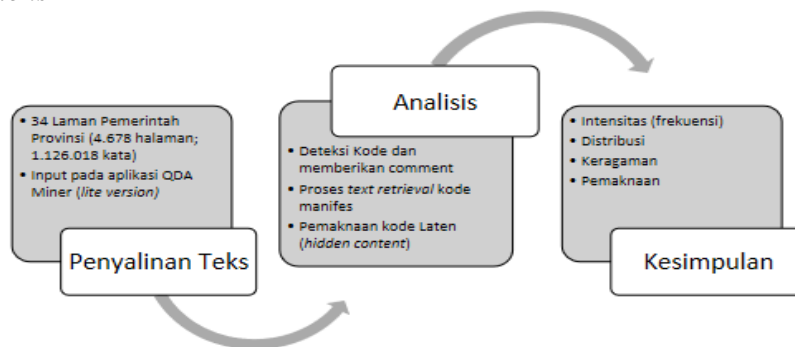 • 34 Laman Pemerintah
Provinsi (4.678 halaman;
1.126.018 kata)
• Input pada aplikasi QDA
Miner (lite version)
Penyalinan Teks
Analisis
• Deteksi Kode dan
memberikan comment
• Proses text retrieval kode
manifes
• Pemaknaan kode Laten
(hidden content)
• Intensitas (frekuensi)
• Distribusi
• Keragaman
• Pemaknaan
Kesimpulan